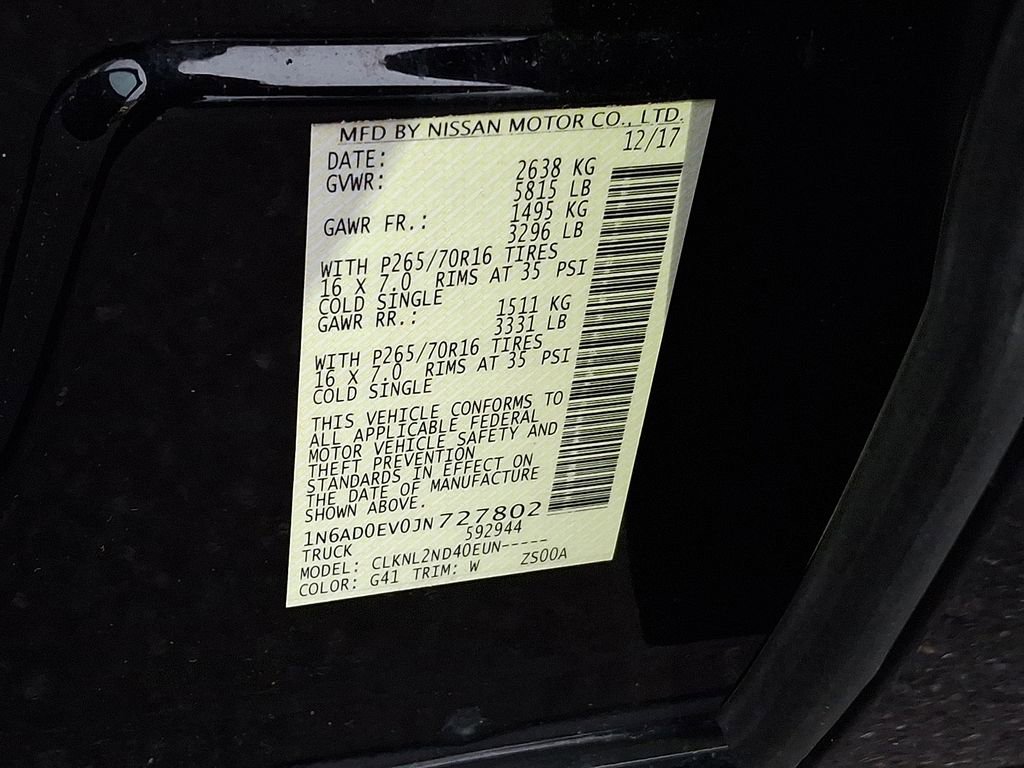 MFD BY NISSAN MOTOR CO., LTD.
DATE: 12/17
GVWR: 2638 KG
5815 LB
GAWR FR.: 1495 KG
3296 LB
WITH P265/70R16 TIRES
16 X 7.0 RIMS AT 35 PSI
COLD SINGLE
GAWR RR.: 1511 KG
3331 LB
WITH P265/70R16 TIRES
16 X 7.0 RIMS AT 35 PSI
COLD SINGLE
THIS VEHICLE CONFORMS TO
ALL APPLICABLE FEDERAL
MOTOR VEHICLE SAFETY AND
THEFT PREVENTION
STANDARDS IN EFFECT ON
THE DATE OF MANUFACTURE
SHOWN ABOVE.
1N6AD0EV0JN727802
TRUCK 592944
MODEL: CLKNL2ND40EUN-----
COLOR: G41 TRIM: W ZS00A